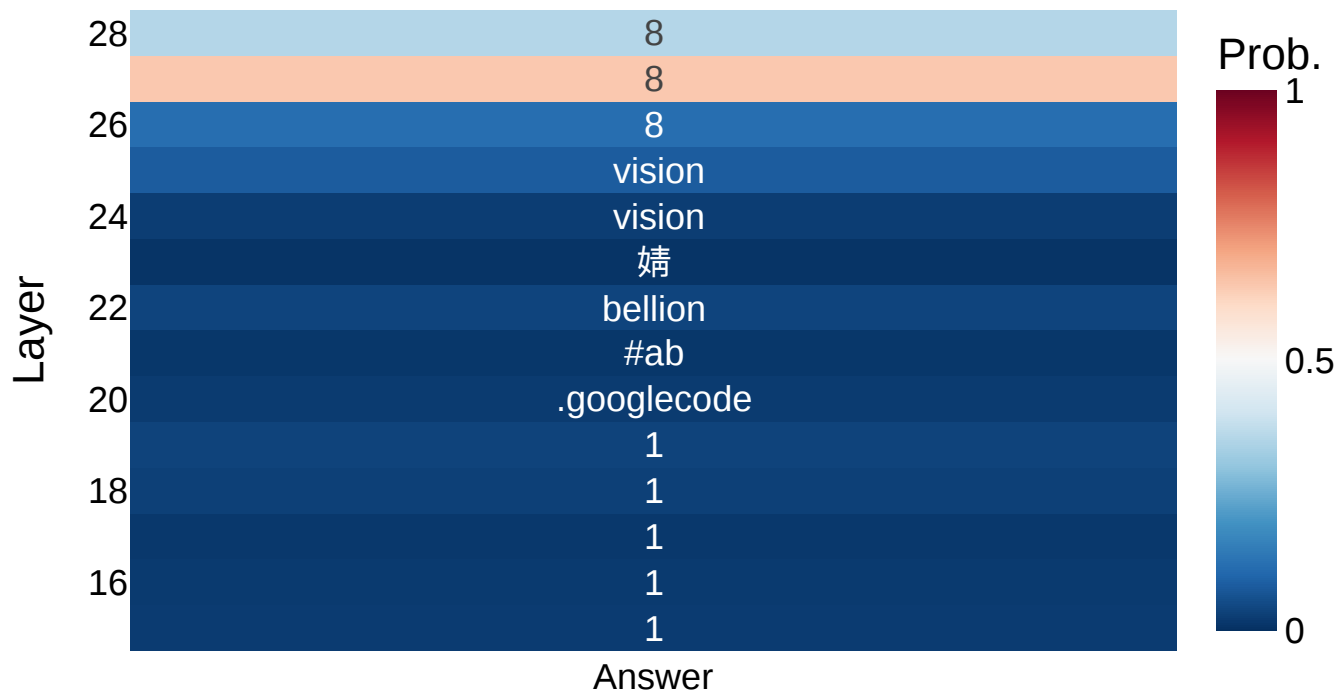 28 8 Prob.
8 1
26 8
vision
24 vision
婧
22 bellion
#ab
0.5
20 .googlecode
1
18 1
1
16 1
1 0
Layer
Answer